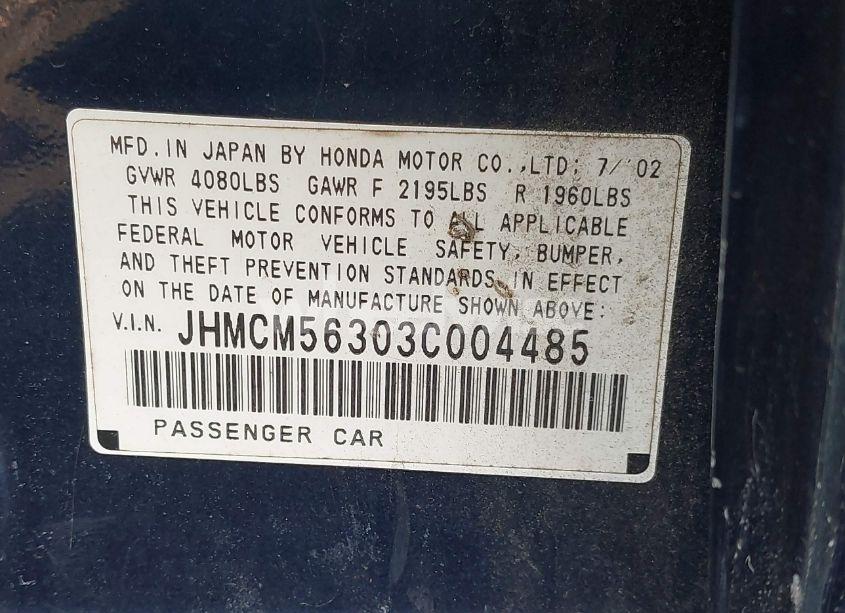 MFD. IN JAPAN BY HONDA MOTOR CO.,LTD; 7/'02
GVWR 4080LBS GAWR F 2195LBS R 1960LBS
THIS VEHICLE CONFORMS TO ALL APPLICABLE
FEDERAL MOTOR VEHICLE SAFETY, BUMPER,
AND THEFT PREVENTION STANDARDS IN EFFECT
ON THE DATE OF MANUFACTURE SHOWN ABOVE:
V.I.N. JHMCM56303C004485
PASSENGER CAR